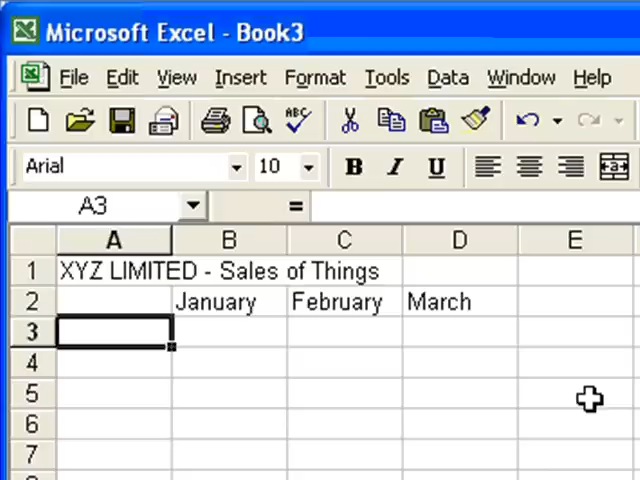 Microsoft Excel - Book3
File Edit View Insert Format Tools Data Window Help
ABC
Arial 10 B I U a
A3 =
A B C D E
1 XYZ LIMITED - Sales of Things
2 January February March
3
4
5
6
7